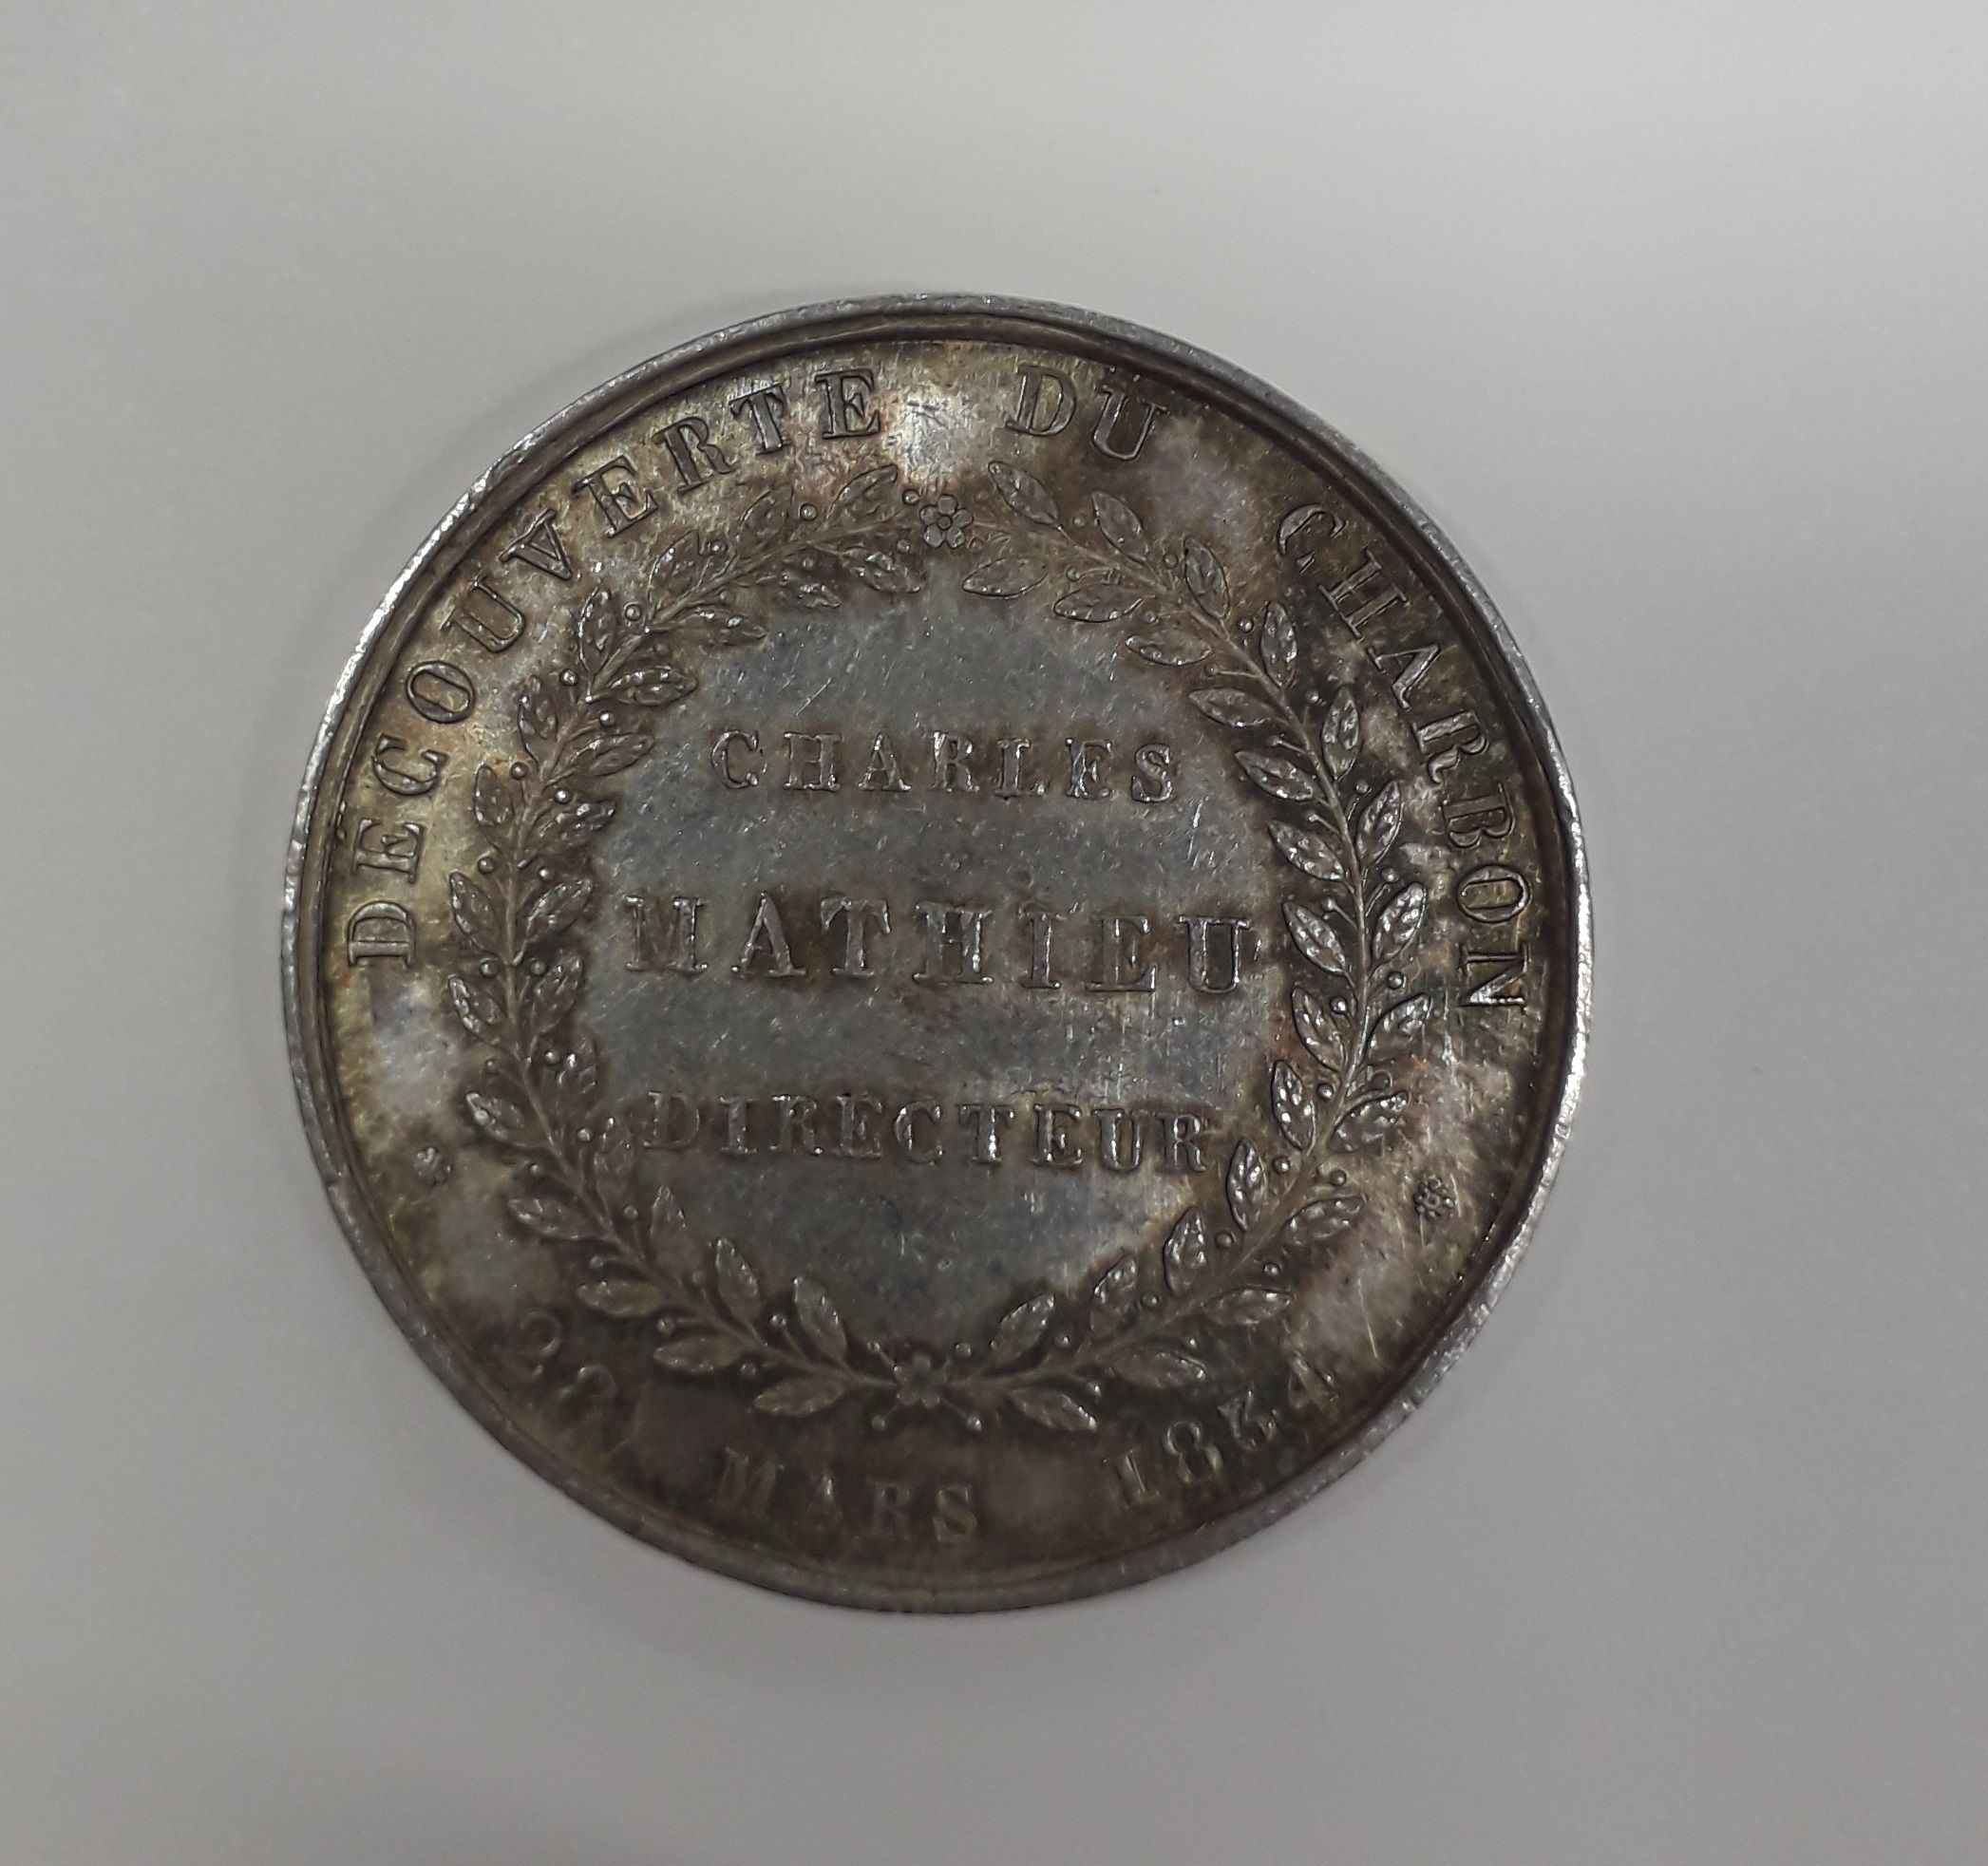 DECOUVERTE DU CHARBON
CHARLES
MATHIEU
DIRECTEUR
MARS 1834